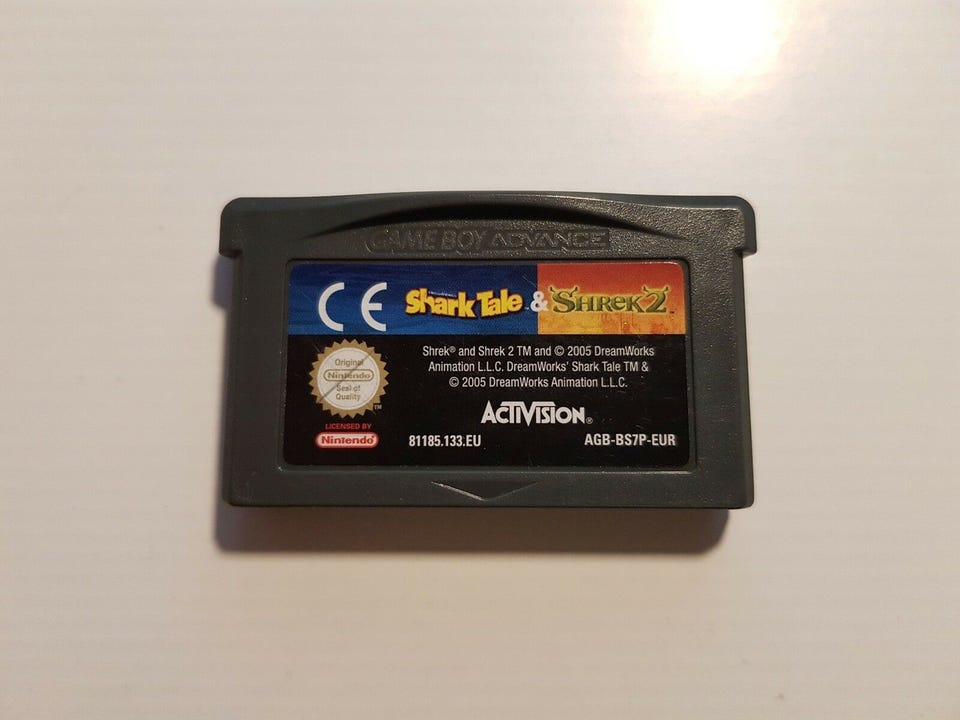 GAME BOY ADVANCE
CE Shark Tale & SHREK 2 TM
Shrek® and Shrek 2 TM and © 2005 DreamWorks
Animation L.L.C. DreamWorks' Shark Tale TM &
© 2005 DreamWorks Animation L.L.C.
Original
Nintendo
Seal of
Quality
TM
ACTIVISION®
LICENSED BY
Nintendo®
81185.133.EU AGB-BS7P-EUR